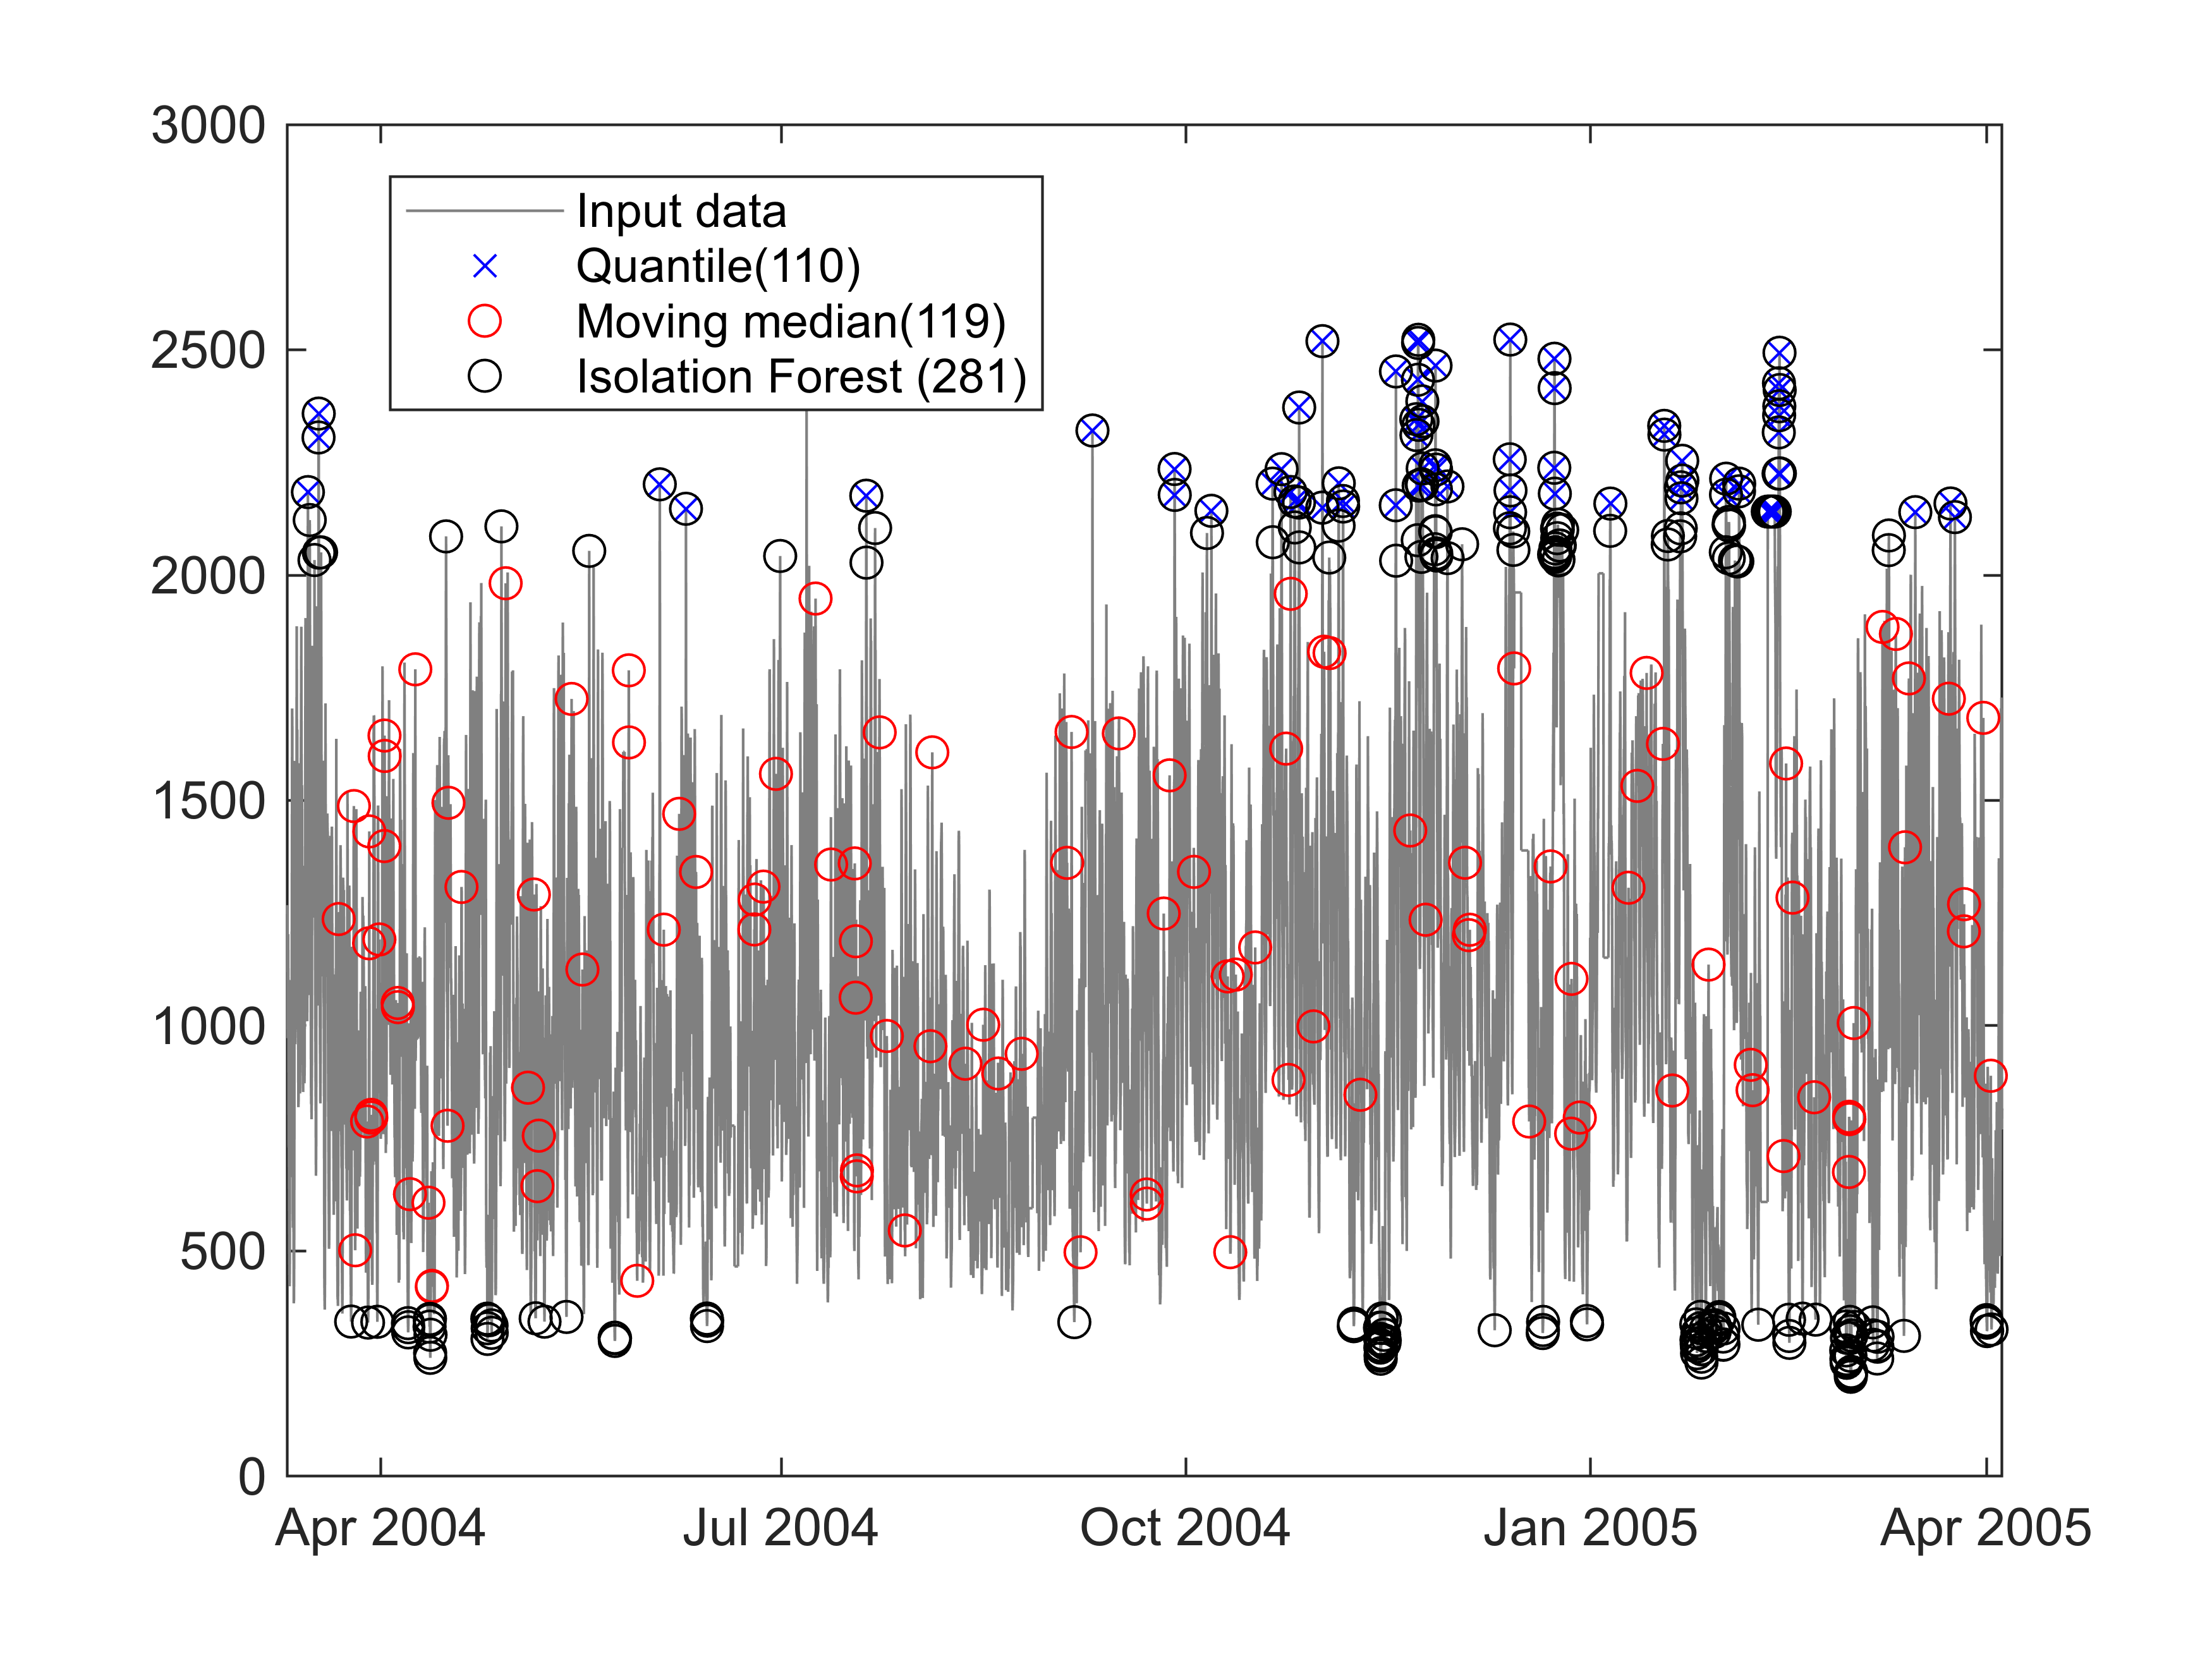 3000
2500
2000
1500
1000
500
0
Input data
Quantile(110)
Moving median(119)
Isolation Forest (281)
Apr 2004
Jul 2004
Oct 2004
Jan 2005
Apr 2005